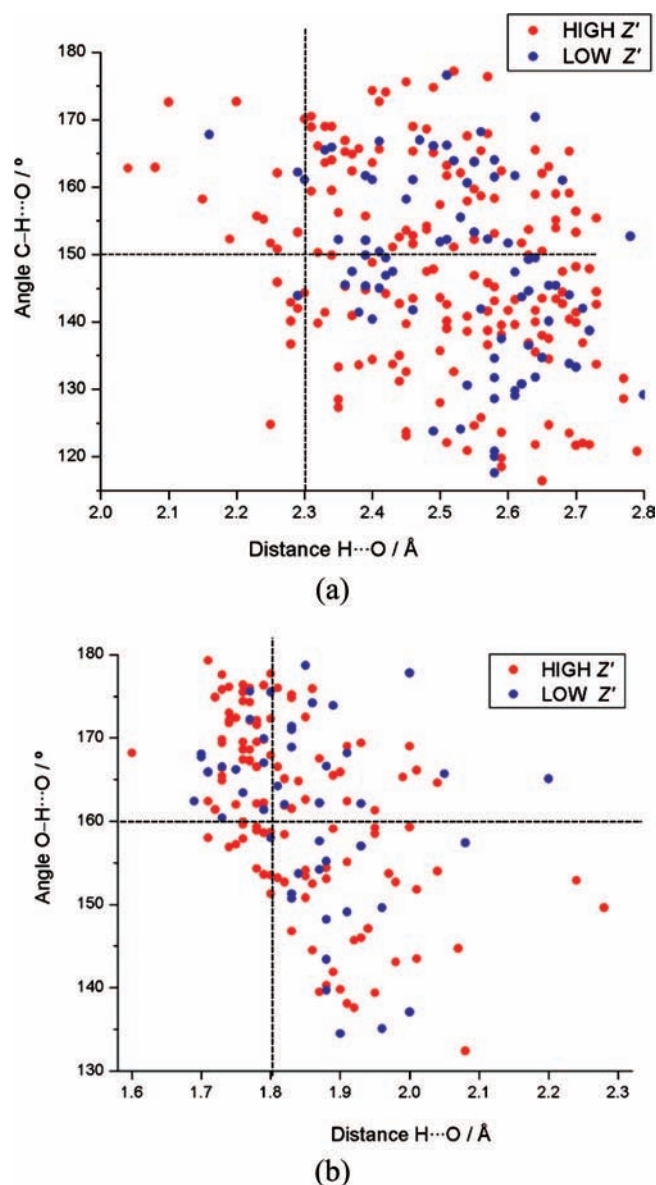 HIGH Z′
LOW Z′
180
170
160
150
140
130
120
Angle C–H···O / º
2.0 2.1 2.2 2.3 2.4 2.5 2.6 2.7 2.8
Distance H···O / Å
(a)
HIGH Z′
LOW Z′
180
170
160
150
140
130
Angle O–H···O / º
1.6 1.7 1.8 1.9 2.0 2.1 2.2 2.3
Distance H···O / Å
(b)